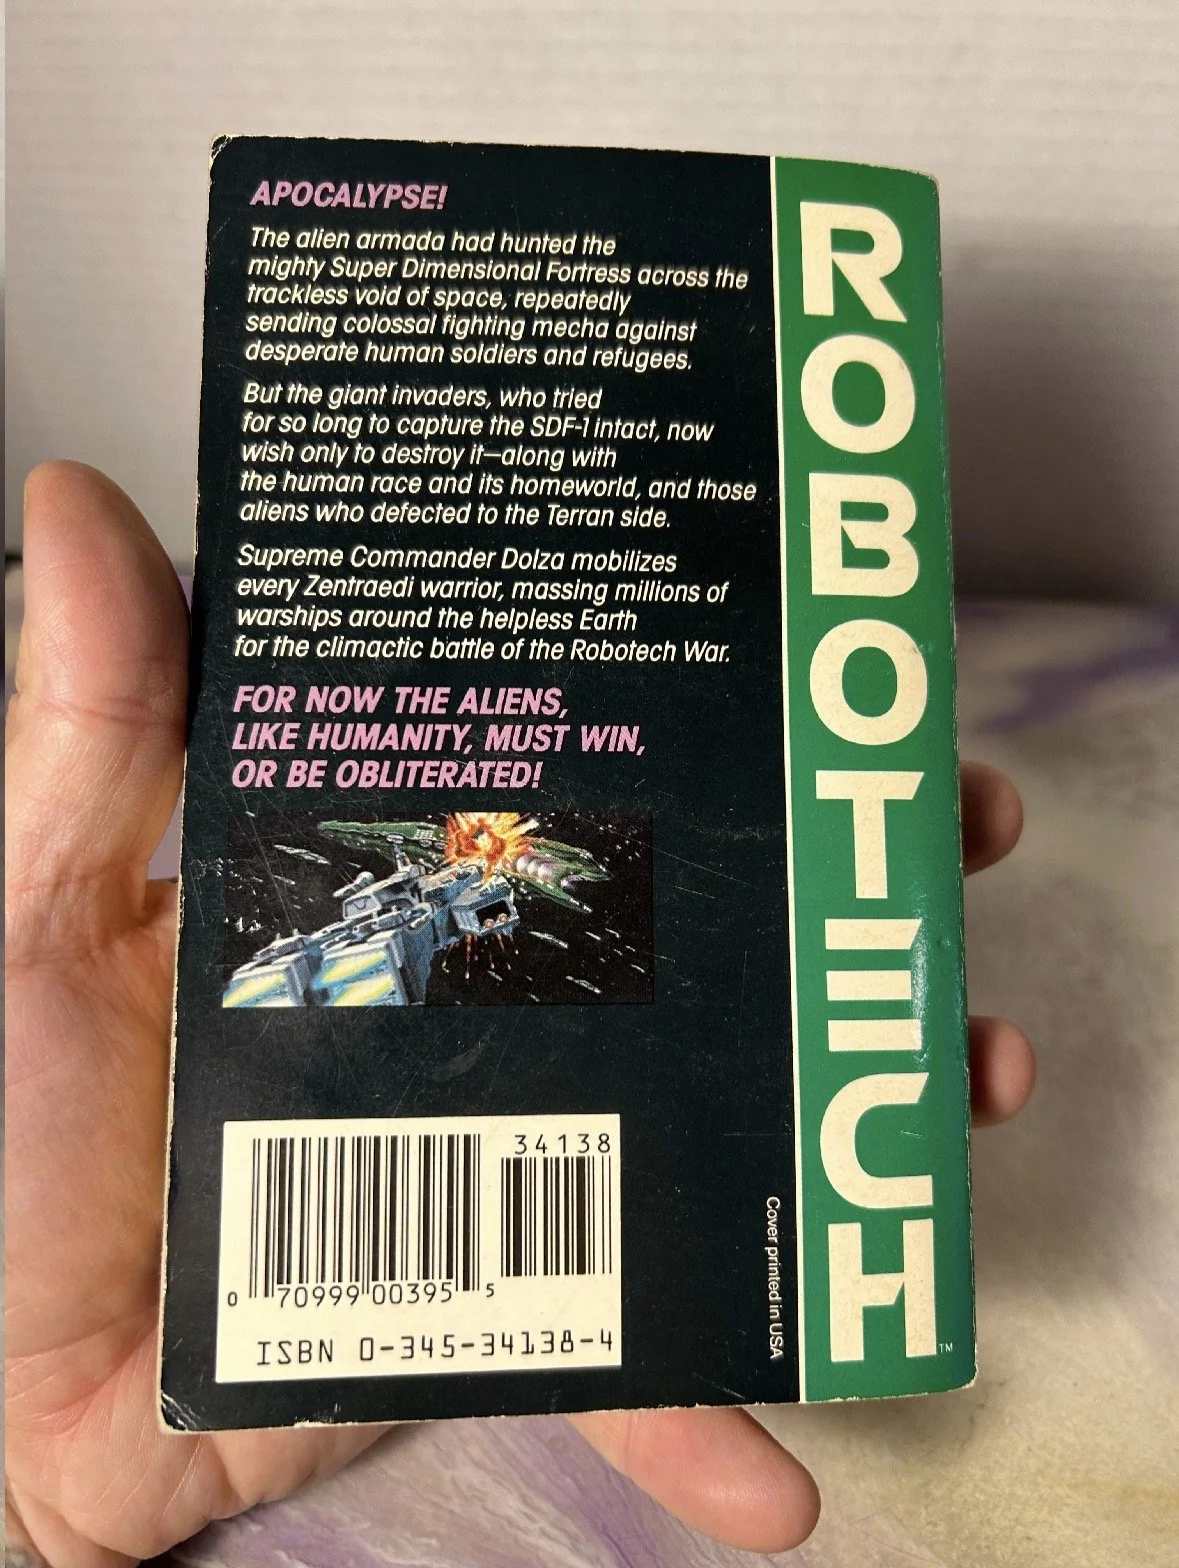 APOCALYPSE!
The alien armada had hunted the
mighty Super Dimensional Fortress across the
trackless void of space, repeatedly
sending colossal fighting mecha against
desperate human soldiers and refugees.
But the giant invaders, who tried
for so long to capture the SDF-1 intact, now
wish only to destroy it—along with
the human race and its homeworld, and those
aliens who defected to the Terran side.
Supreme Commander Dolza mobilizes
every Zentraedi warrior, massing millions of
warships around the helpless Earth
for the climactic battle of the Robotech War.
FOR NOW THE ALIENS,
LIKE HUMANITY, MUST WIN,
OR BE OBLITERATED!
34138
0 70999 00395 5
ISBN 0-345-34138-4
Cover printed in USA
ROBOTECH™